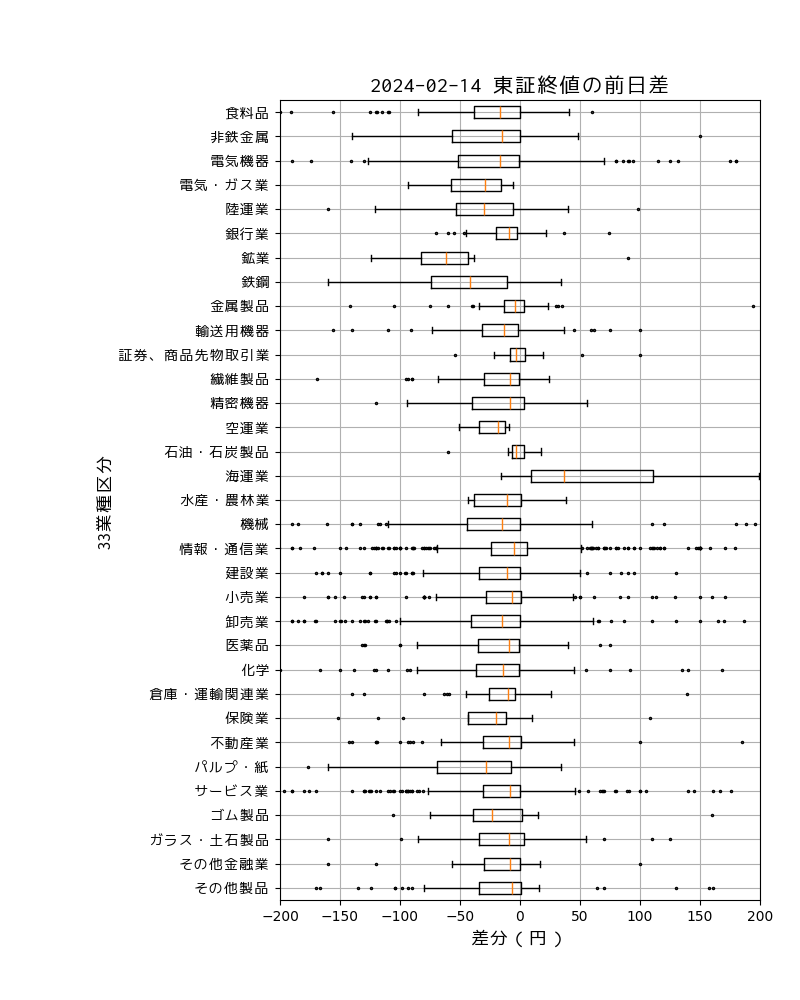 2024-02-14 東証終値の前日差
食料品
非鉄金属
電気機器
電気・ガス業
陸運業
銀行業
鉱業
鉄鋼
金属製品
輸送用機器
証券、商品先物取引業
繊維製品
精密機器
空運業
石油・石炭製品
海運業
水産・農林業
機械
情報・通信業
建設業
小売業
卸売業
医薬品
化学
倉庫・運輸関連業
保険業
不動産業
パルプ・紙
サービス業
ゴム製品
ガラス・土石製品
その他金融業
その他製品
33業種区分
−200 −150 −100 −50 0 50 100 150 200
差分（円）